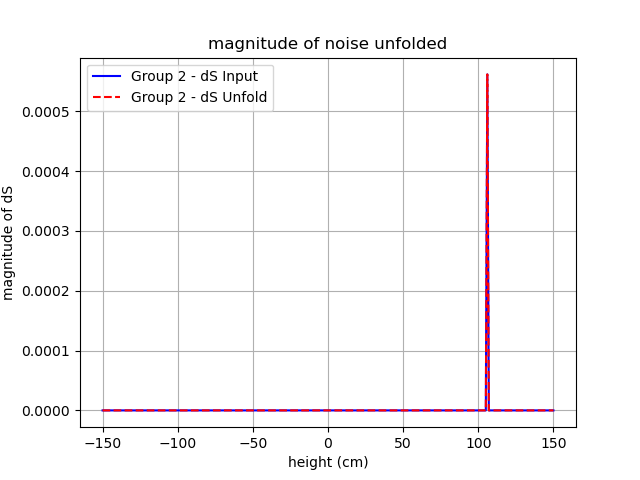 magnitude of noise unfolded
Group 2 - dS Input
Group 2 - dS Unfold
magnitude of dS
0.0005
0.0004
0.0003
0.0002
0.0001
0.0000
−150
−100
−50
0
50
100
150
height (cm)